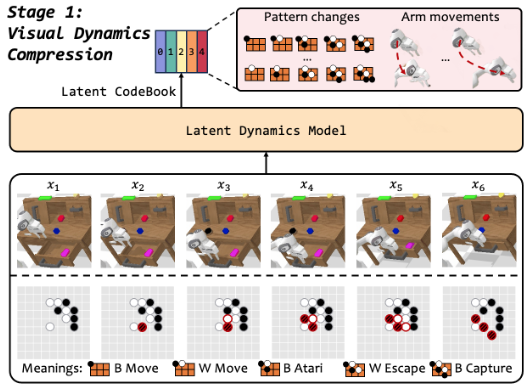 Stage 1:
Visual Dynamics
Compression
0 1 2 3 4
Latent CodeBook
Pattern changes
...
Arm movements
...
Latent Dynamics Model
x1 x2 x3 x4 x5 x6
Meanings: B Move W Move B Atari W Escape B Capture